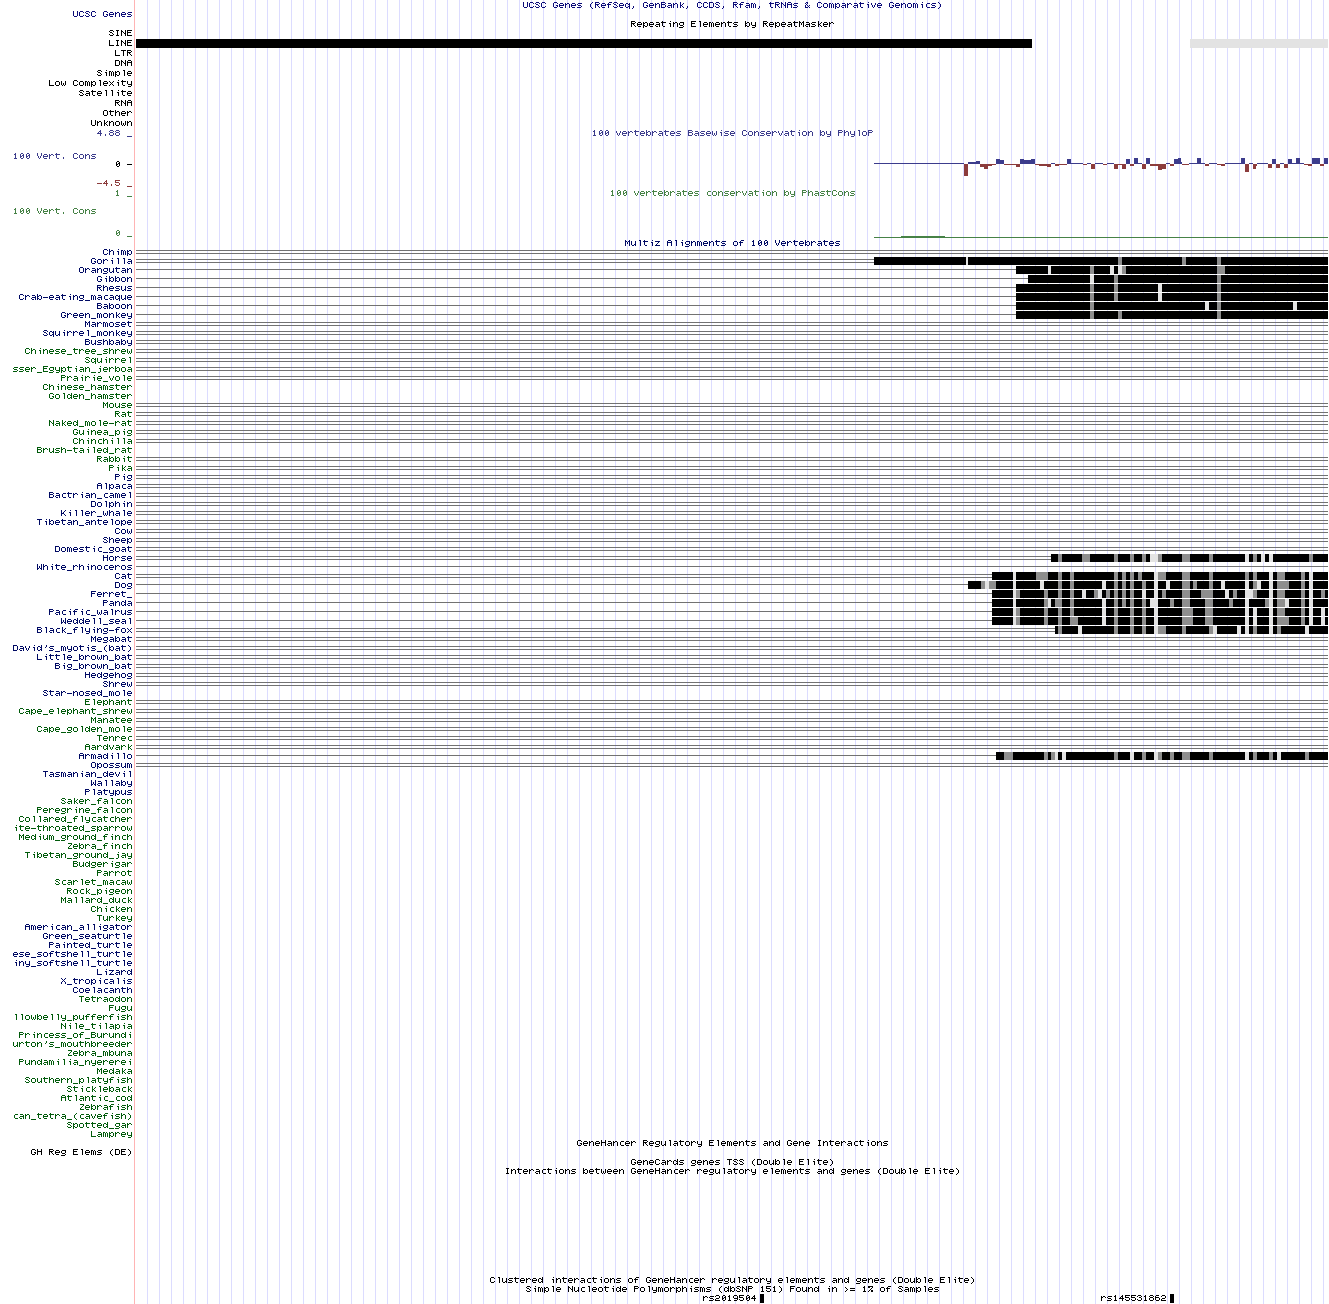 UCSC Genes (RefSeq, GenBank, CCDS, Rfam, tRNAs & Comparative Genomics)
UCSC Genes
Repeating Elements by RepeatMasker
SINE
LINE
LTR
DNA
Simple
Low Complexity
Satellite
RNA
Other
Unknown
100 vertebrates Basewise Conservation by PhyloP
4.88 _
100 Vert. Cons
0 _
-4.5 _
100 vertebrates conservation by PhastCons
1 _
100 Vert. Cons
0 _
Multiz Alignments of 100 Vertebrates
Chimp
Gorilla
Orangutan
Gibbon
Rhesus
Crab-eating_macaque
Baboon
Green_monkey
Marmoset
Squirrel_monkey
Bushbaby
Chinese_tree_shrew
Squirrel
sser_Egyptian_jerboa
Prairie_vole
Chinese_hamster
Golden_hamster
Mouse
Rat
Naked_mole-rat
Guinea_pig
Chinchilla
Brush-tailed_rat
Rabbit
Pika
Pig
Alpaca
Bactrian_camel
Dolphin
Killer_whale
Tibetan_antelope
Cow
Sheep
Domestic_goat
Horse
White_rhinoceros
Cat
Dog
Ferret_
Panda
Pacific_walrus
Weddell_seal
Black_flying-fox
Megabat
David's_myotis_(bat)
Little_brown_bat
Big_brown_bat
Hedgehog
Shrew
Star-nosed_mole
Elephant
Cape_elephant_shrew
Manatee
Cape_golden_mole
Tenrec
Aardvark
Armadillo
Opossum
Tasmanian_devil
Wallaby
Platypus
Saker_falcon
Peregrine_falcon
Collared_flycatcher
ite-throated_sparrow
Medium_ground_finch
Zebra_finch
Tibetan_ground_jay
Budgerigar
Parrot
Scarlet_macaw
Rock_pigeon
Mallard_duck
Chicken
Turkey
American_alligator
Green_seaturtle
Painted_turtle
ese_softshell_turtle
iny_softshell_turtle
Lizard
X_tropicalis
Coelacanth
Tetraodon
Fugu
llowbelly_pufferfish
Nile_tilapia
Princess_of_Burundi
urton's_mouthbreeder
Zebra_mbuna
Pundamilia_nyererei
Medaka
Southern_platyfish
Stickleback
Atlantic_cod
Zebrafish
can_tetra_(cavefish)
Spotted_gar
Lamprey
GeneHancer Regulatory Elements and Gene Interactions
GH Reg Elems (DE)
GeneCards genes TSS (Double Elite)
Interactions between GeneHancer regulatory elements and genes (Double Elite)
Clustered interactions of GeneHancer regulatory elements and genes (Double Elite)
Simple Nucleotide Polymorphisms (dbSNP 151) Found in >= 1% of Samples
rs2019504 rs145531862